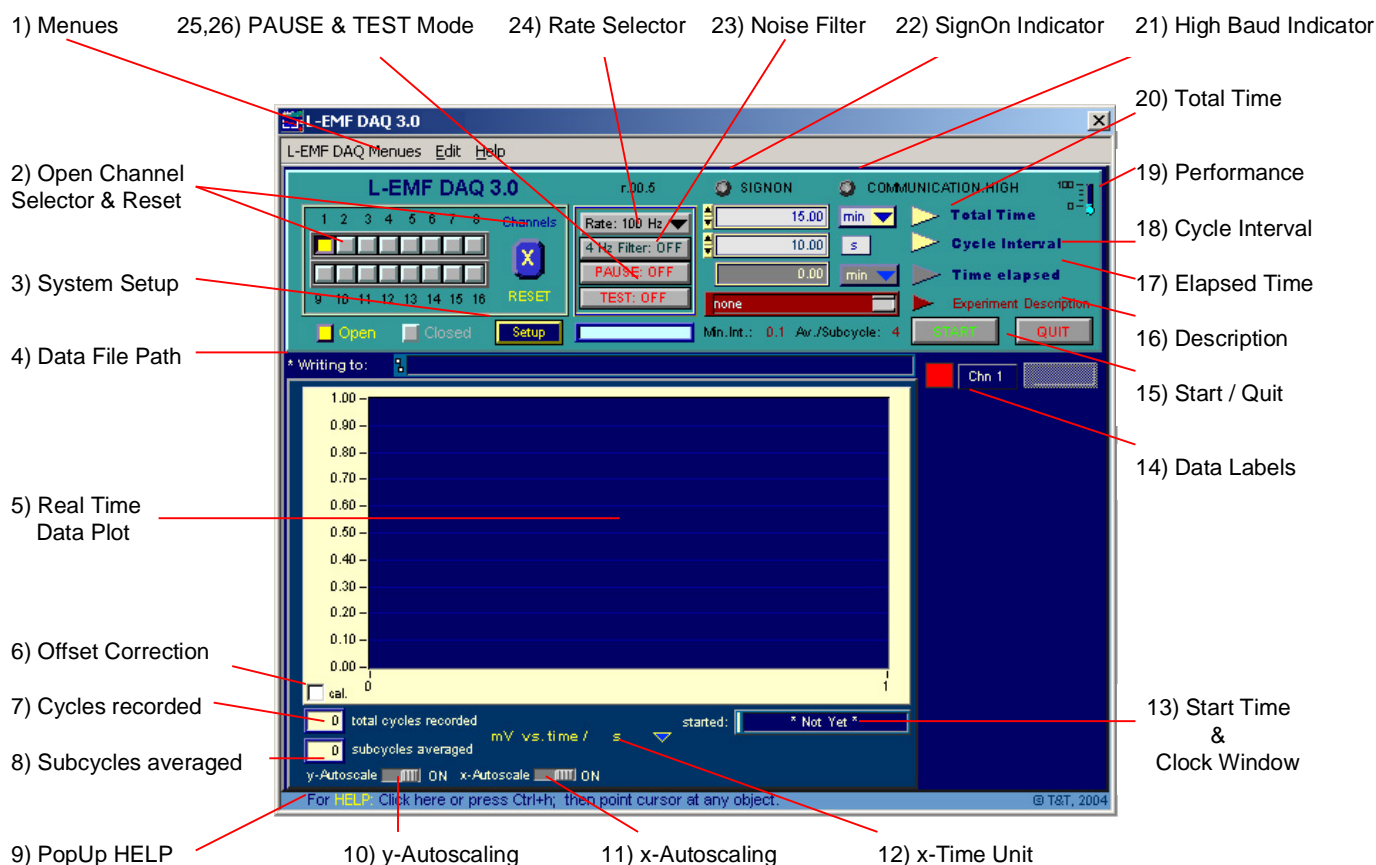 1) Menues
25,26) PAUSE & TEST Mode
24) Rate Selector
23) Noise Filter
22) SignOn Indicator
21) High Baud Indicator
20) Total Time
L-EMF DAQ 3.0
L-EMF DAQ Menues Edit Help
2) Open Channel
Selector & Reset
19) Performance
L-EMF DAQ 3.0
r.00.5
SIGNON
COMMUNICATION HIGH
100
0
1 2 3 4 5 6 7 8
Channels
X
RESET
9 10 11 12 13 14 15 16
Open
Closed
Setup
Rate: 100 Hz
4 Hz Filter: OFF
PAUSE: OFF
TEST: OFF
15.00 min Total Time
10.00 s Cycle Interval
0.00 min Time elapsed
none
Experiment Description
Min.Int.: 0.1 Av./Subcycle: 4
START
QUIT
18) Cycle Interval
3) System Setup
17) Elapsed Time
16) Description
4) Data File Path
* Writing to:
Chn 1
15) Start / Quit
14) Data Labels
1.00
0.90
0.80
0.70
0.60
0.50
0.40
0.30
0.20
0.10
0.00
0
1
5) Real Time
Data Plot
6) Offset Correction
cal.
7) Cycles recorded
0 total cycles recorded
started: * Not Yet *
13) Start Time
&
Clock Window
mV vs.time / s
8) Subcycles averaged
0 subcycles averaged
y-Autoscale ON x-Autoscale ON
For HELP: Click here or press Ctrl+h; then point cursor at any object.
© T&T, 2004
9) PopUp HELP
10) y-Autoscaling
11) x-Autoscaling
12) x-Time Unit